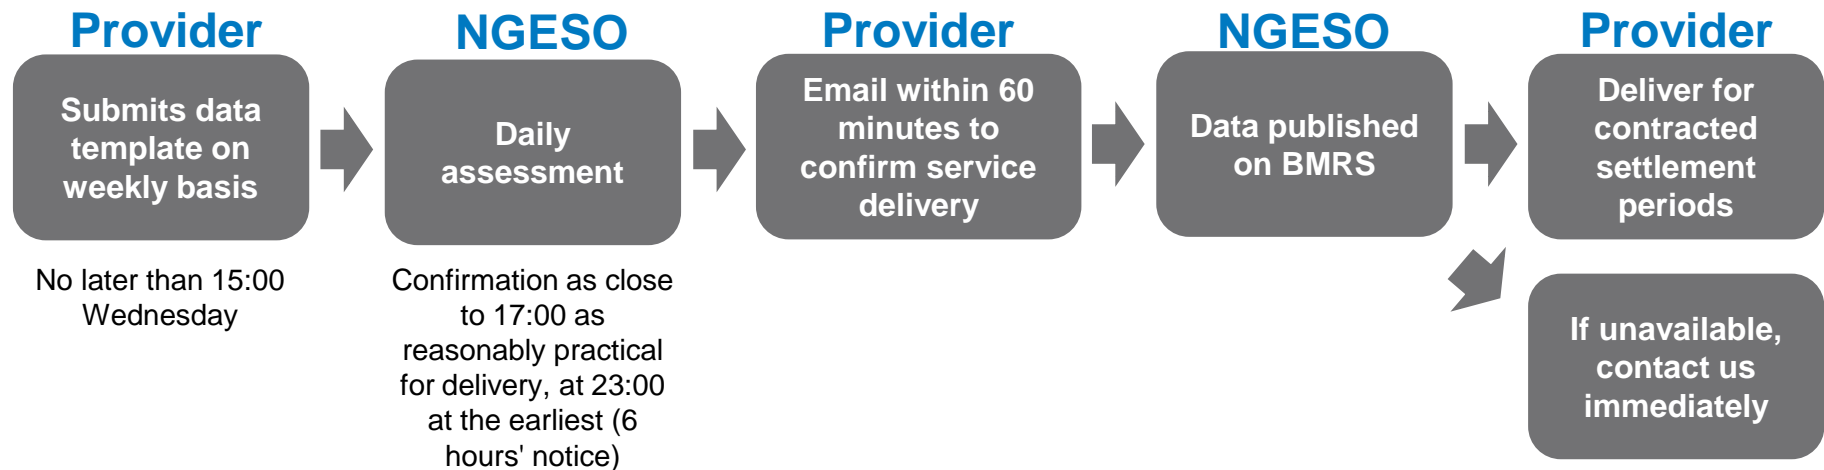 Provider
Submits data
template on
weekly basis
No later than 15:00
Wednesday
NGESO
Daily
assessment
Confirmation as close
to 17:00 as
reasonably practical
for delivery, at 23:00
at the earliest (6
hours' notice)
Provider
Email within 60
minutes to
confirm service
delivery
NGESO
Data published
on BMRS
Provider
Deliver for
contracted
settlement
periods
If unavailable,
contact us
immediately